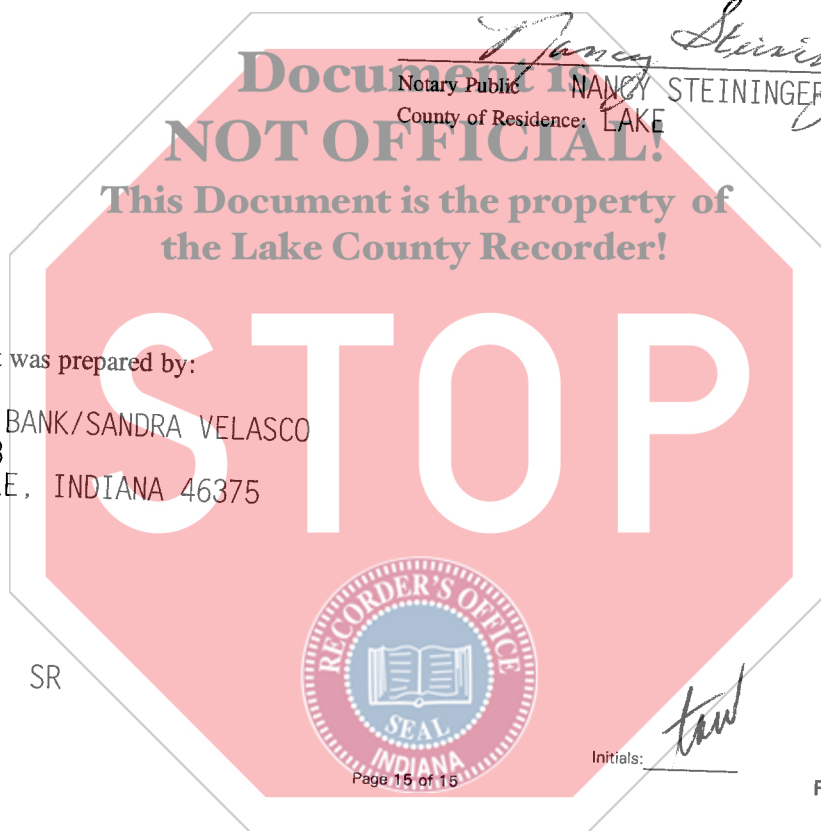 Nancy
Document is
Notary Public NANCY STEININGER
County of Residence: LAKE
NOT OFFICIAL!
This Document is the property of
the Lake County Recorder!
STOP
was prepared by:
BANK/SANDRA VELASCO
E, INDIANA 46375
RECORDER'S OFFICE
SEAL
INDIANA
SR
Initials: taw
Page 15 of 15